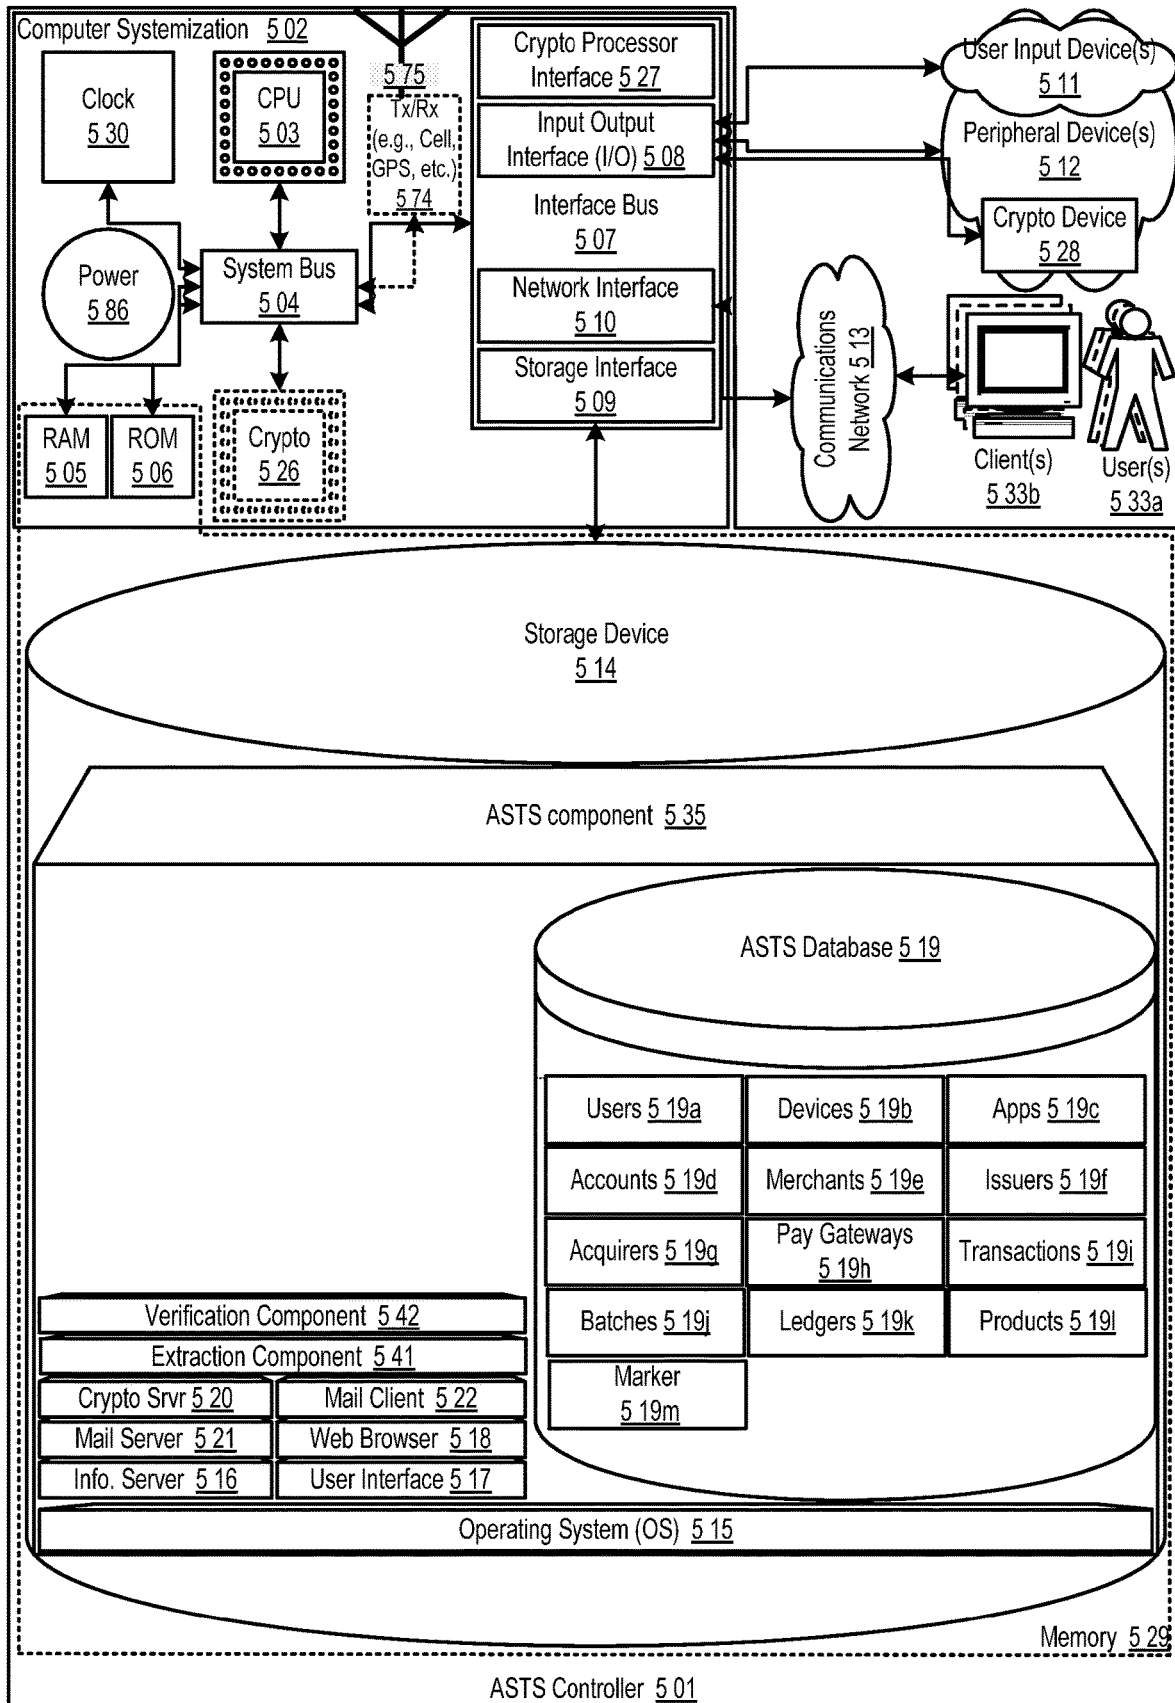 Computer Systemization 5 02
Clock
5 30
CPU
5 03
5 75
Tx/Rx
(e.g., Cell,
GPS, etc.)
5 74
Crypto Processor
Interface 5 27
Input Output
Interface (I/O) 5 08
Interface Bus
5 07
Network Interface
5 10
Storage Interface
5 09
User Input Device(s)
5 11
Peripheral Device(s)
5 12
Crypto Device
5 28
Power
5 86
System Bus
5 04
RAM
5 05
ROM
5 06
Crypto
5 26
Communications
Network 5 13
Client(s)
5 33b
User(s)
5 33a
Storage Device
5 14
ASTS component 5 35
ASTS Database 5 19
Users 5 19a
Devices 5 19b
Apps 5 19c
Accounts 5 19d
Merchants 5 19e
Issuers 5 19f
Acquirers 5 19g
Pay Gateways
5 19h
Transactions 5 19i
Batches 5 19j
Ledgers 5 19k
Products 5 19l
Marker
5 19m
Verification Component 5 42
Extraction Component 5 41
Crypto Srvr 5 20
Mail Client 5 22
Mail Server 5 21
Web Browser 5 18
Info. Server 5 16
User Interface 5 17
Operating System (OS) 5 15
Memory 5 29
ASTS Controller 5 01